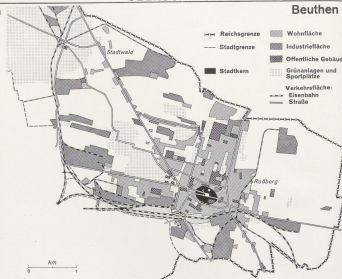 Beuthen
Reichsgrenze
Stadtgrenze
Stadtkern
Wohnfläche
Industriefläche
Öffentliche Gebäu
Grünanlagen und
Sportplätze
Verkehrsfläche:
Eisenbahn
Straße
Stadtwald
Roßberg
Km
0 1